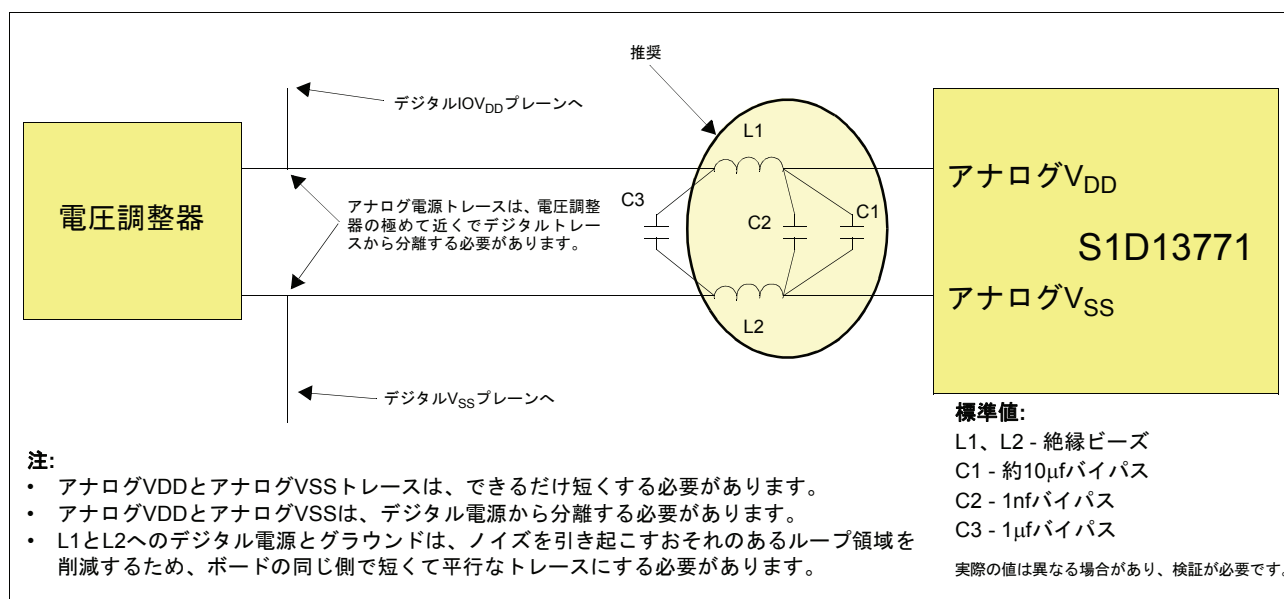 推奨
デジタルIOVDDプレーンへ
L1
電圧調整器
アナログ電源トレースは、電圧調整
器の極めて近くでデジタルトレー
スから分離する必要があります。
C3
C2
C1
アナログVDD
S1D13771
アナログVSS
L2
デジタルVSSプレーンへ
標準値:
L1、L2 - 絶縁ビーズ
C1 - 約10μfバイパス
C2 - 1nfバイパス
C3 - 1μfバイパス
実際の値は異なる場合があり、検証が必要です。
注:
• アナログVDDとアナログVSSトレースは、できるだけ短くする必要があります。
• アナログVDDとアナログVSSは、デジタル電源から分離する必要があります。
• L1とL2へのデジタル電源とグラウンドは、ノイズを引き起こすおそれのあるループ領域を
削減するため、ボードの同じ側で短くて平行なトレースにする必要があります。